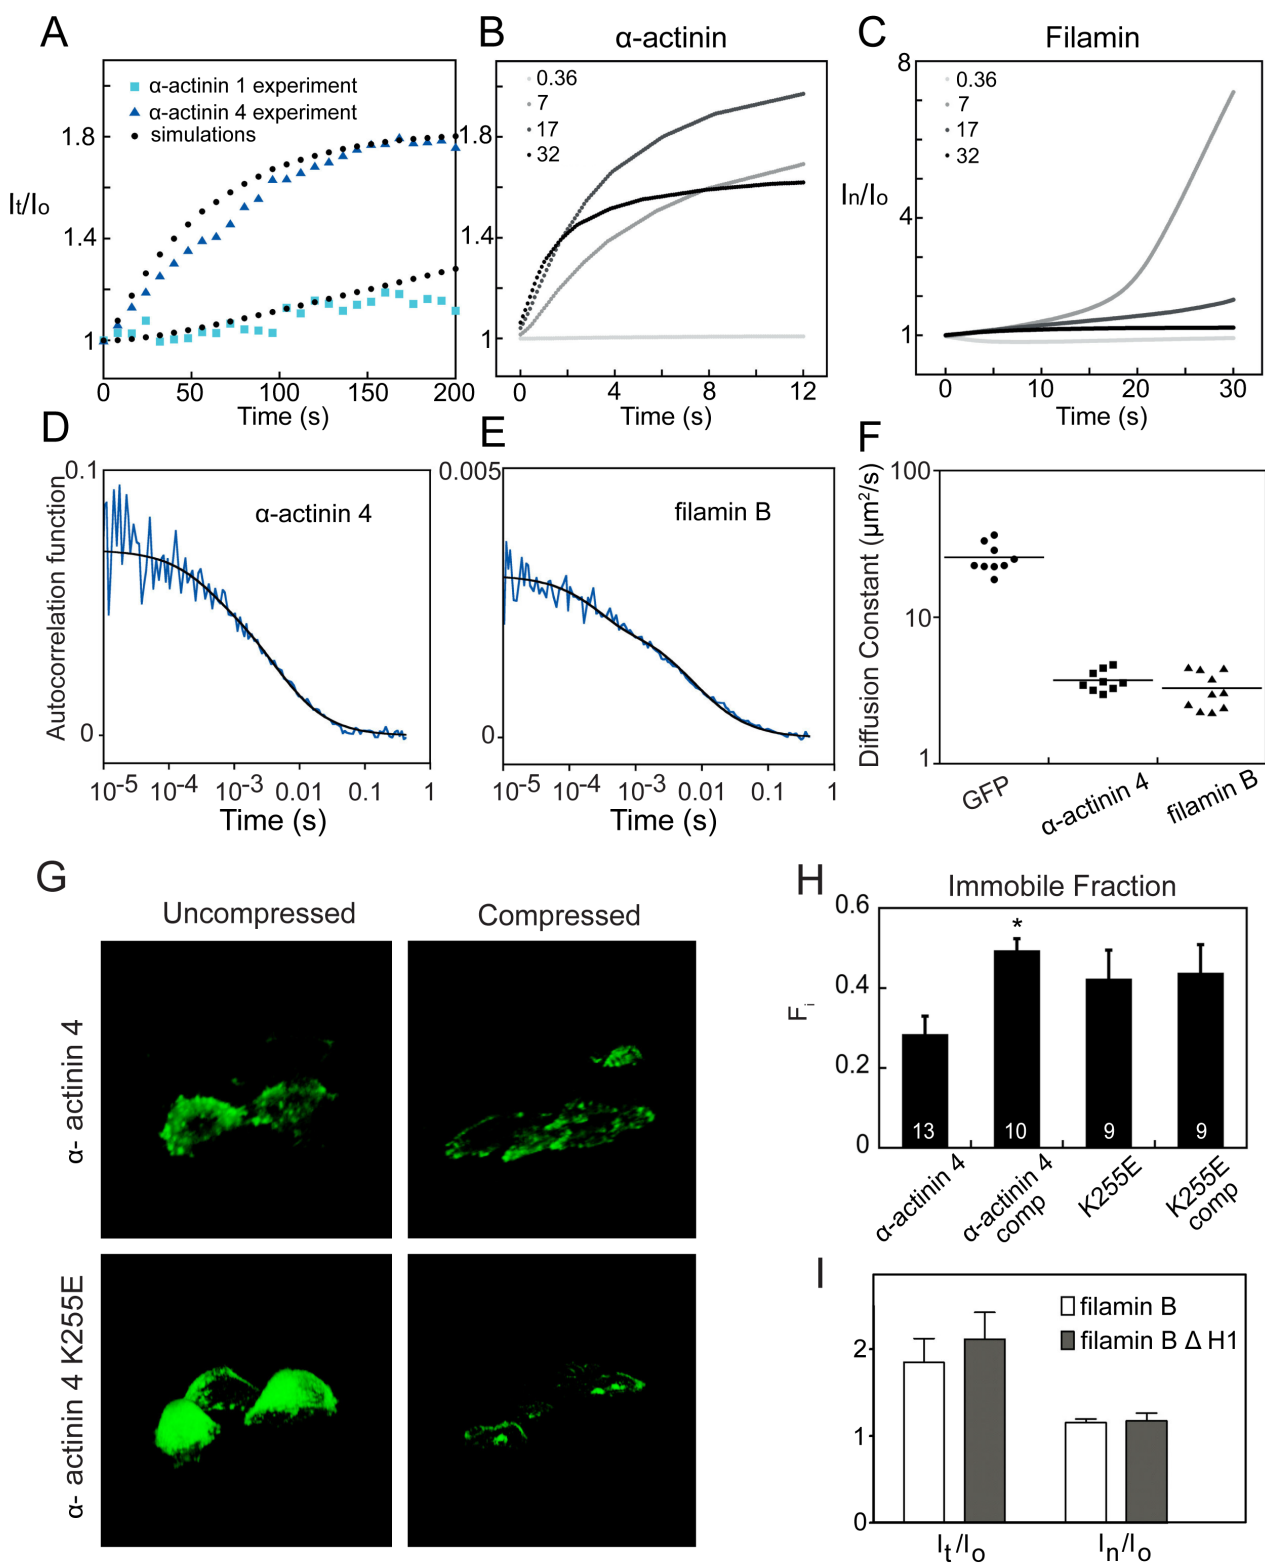 A
α-actinin 1 experiment
α-actinin 4 experiment
simulations
It/Io
1.8
1.4
1
0 50 100 150 200
Time (s)
B
α-actinin
0.36
7
17
32
1.8
1.4
1
0 4 8 12
Time (s)
C
Filamin
0.36
7
17
32
In/Io
8
4
1
0 10 20 30
Time (s)
D
α-actinin 4
Autocorrelation function
0.1
0
10-5 10-4 10-3 0.01 0.1 1
Time (s)
E
filamin B
0.005
0
10-5 10-4 10-3 0.01 0.1 1
Time (s)
F
Diffusion Constant (µm2/s)
100
10
1
GFP
α-actinin 4
filamin B
G
Uncompressed Compressed
α- actinin 4
α- actinin 4 K255E
H
Immobile Fraction
Fi
0.6
0.4
0.2
0
*
13 10 9 9
α-actinin 4
α-actinin 4
comp
K255E
K255E
comp
I
filamin B
filamin B Δ H1
2
1
0
It/Io In/Io